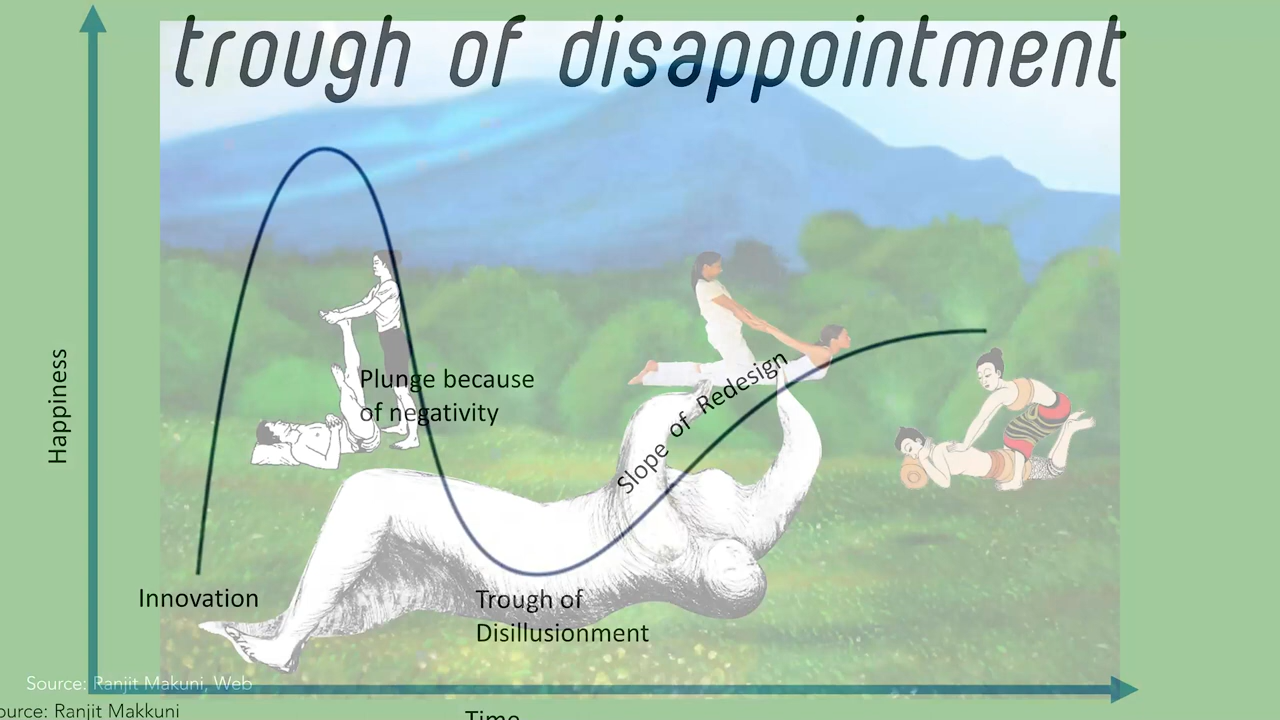 trough of disappointment
Happiness
Plunge because
of negativity
Slope of Redesign
Innovation
Trough of
Disillusionment
Source: Ranjit Makuni, Web
ource: Ranjit Makkuni
Time